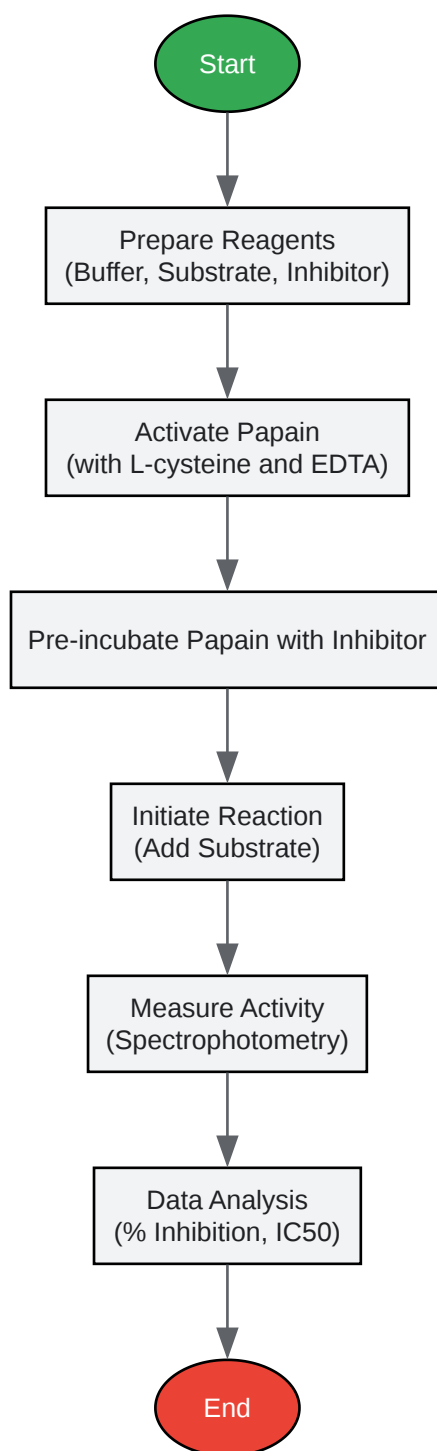 Start
Prepare Reagents
(Buffer, Substrate, Inhibitor)
Activate Papain
(with L-cysteine and EDTA)
Pre-incubate Papain with Inhibitor
Initiate Reaction
(Add Substrate)
Measure Activity
(Spectrophotometry)
Data Analysis
(% Inhibition, IC50)
End